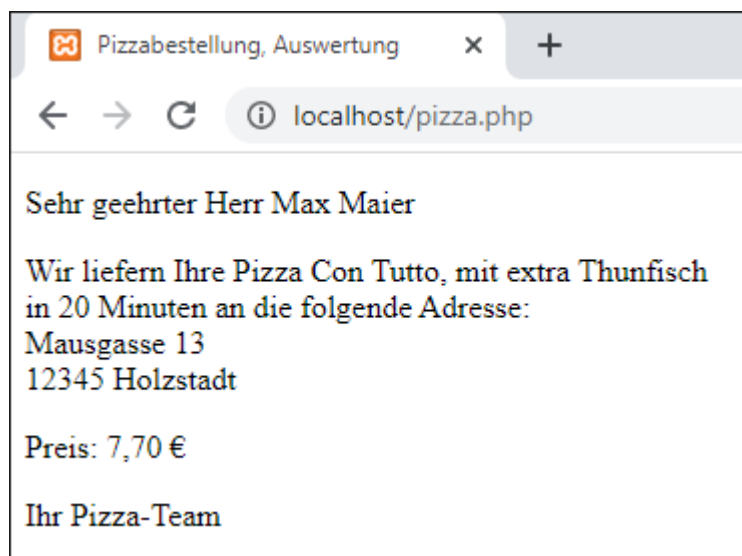 Pizzabestellung, Auswertung
localhost/pizza.php
Sehr geehrter Herr Max Maier
Wir liefern Ihre Pizza Con Tutto, mit extra Thunfisch
in 20 Minuten an die folgende Adresse:
Mausgasse 13
12345 Holzstadt
Preis: 7,70 €
Ihr Pizza-Team